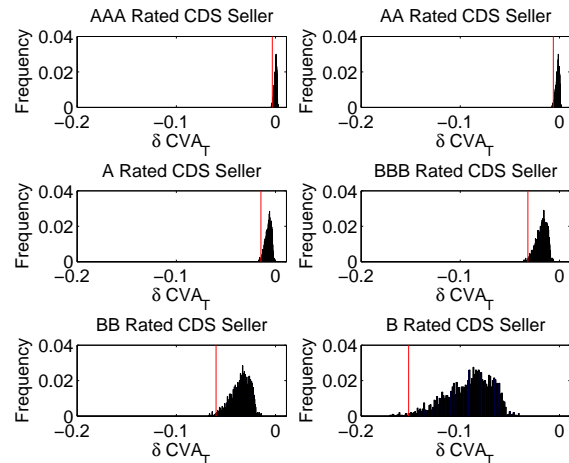 AAA Rated CDS Seller
AA Rated CDS Seller
Frequency
0.04
0.02
0
−0.2
−0.1
0
δ CVA_T
Frequency
0.04
0.02
0
−0.2
−0.1
0
δ CVA_T
A Rated CDS Seller
BBB Rated CDS Seller
Frequency
0.04
0.02
0
−0.2
−0.1
0
δ CVA_T
Frequency
0.04
0.02
0
−0.2
−0.1
0
δ CVA_T
BB Rated CDS Seller
B Rated CDS Seller
Frequency
0.04
0.02
0
−0.2
−0.1
0
δ CVA_T
Frequency
0.04
0.02
0
−0.2
−0.1
0
δ CVA_T